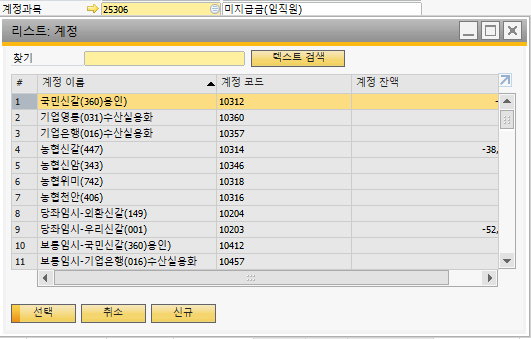 계정과목 25306 미지급금(임직원)
리스트: 계정
찾기 텍스트 검색
# 계정 이름 계정 코드 계정 잔액
1 국민신갈(360)용인) 10312 -
2 기업영통(031)수산실용화 10360
3 기업은행(016)수산실용화 10357
4 농협신갈(447) 10314 -38,
5 농협신암(343) 10346
6 농협위미(742) 10318
7 농협천안(406) 10316
8 당좌임시-외환신갈(149) 10204
9 당좌임시-우리신갈(001) 10203 -52,
10 보통임시-국민신갈(360)용인) 10412
11 보통임시-기업은행(016)수산실용화 10457
선택 취소 신규